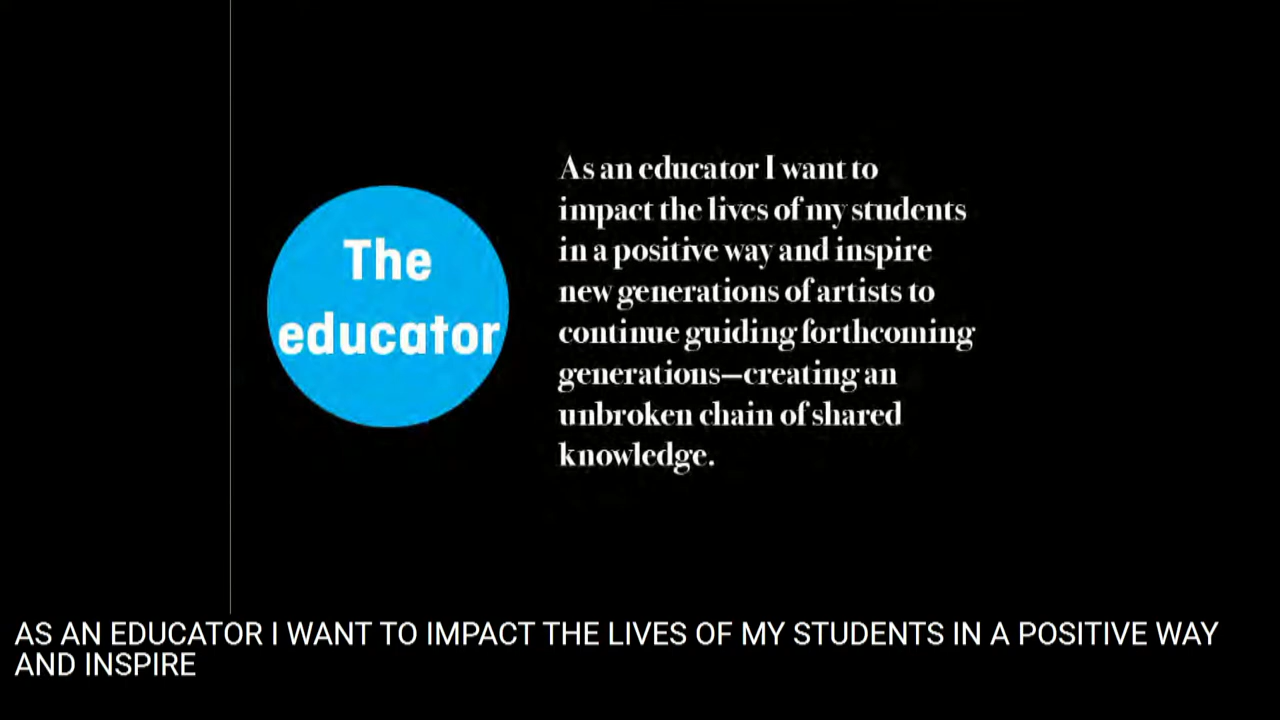 The
educator
As an educator I want to
impact the lives of my students
in a positive way and inspire
new generations of artists to
continue guiding forthcoming
generations—creating an
unbroken chain of shared
knowledge.
AS AN EDUCATOR I WANT TO IMPACT THE LIVES OF MY STUDENTS IN A POSITIVE WAY
AND INSPIRE